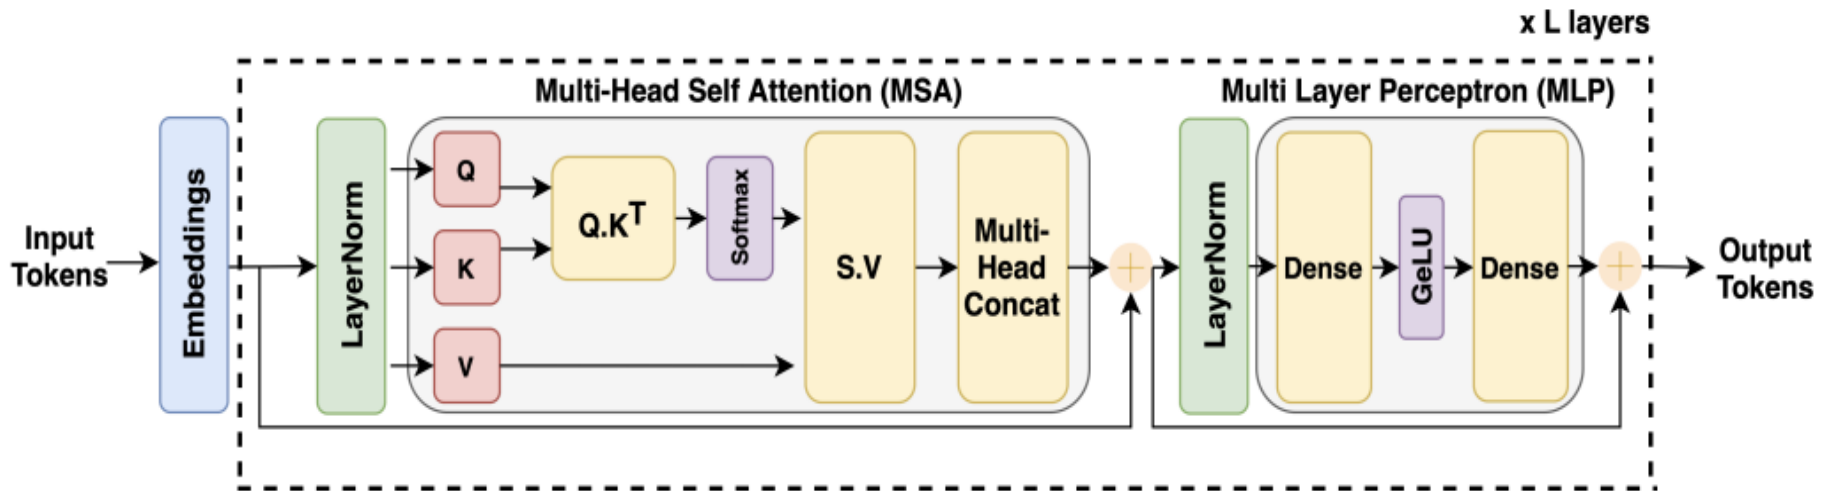 x L layers
Multi-Head Self Attention (MSA)
Multi Layer Perceptron (MLP)
Input
Tokens
Embeddings
LayerNorm
Q
K
V
Q.K^T
Softmax
S.V
Multi-
Head
Concat
+
LayerNorm
Dense
GeLU
Dense
+
Output
Tokens